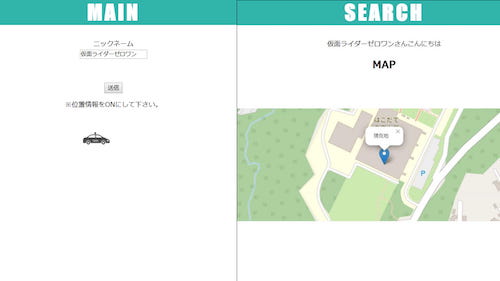 MAIN
ニックネーム
仮面ライダーゼロワン
送信
※位置情報をONにして下さい。
SEARCH
仮面ライダーゼロワンさんこんにちは
MAP
はこだて
現在地
P